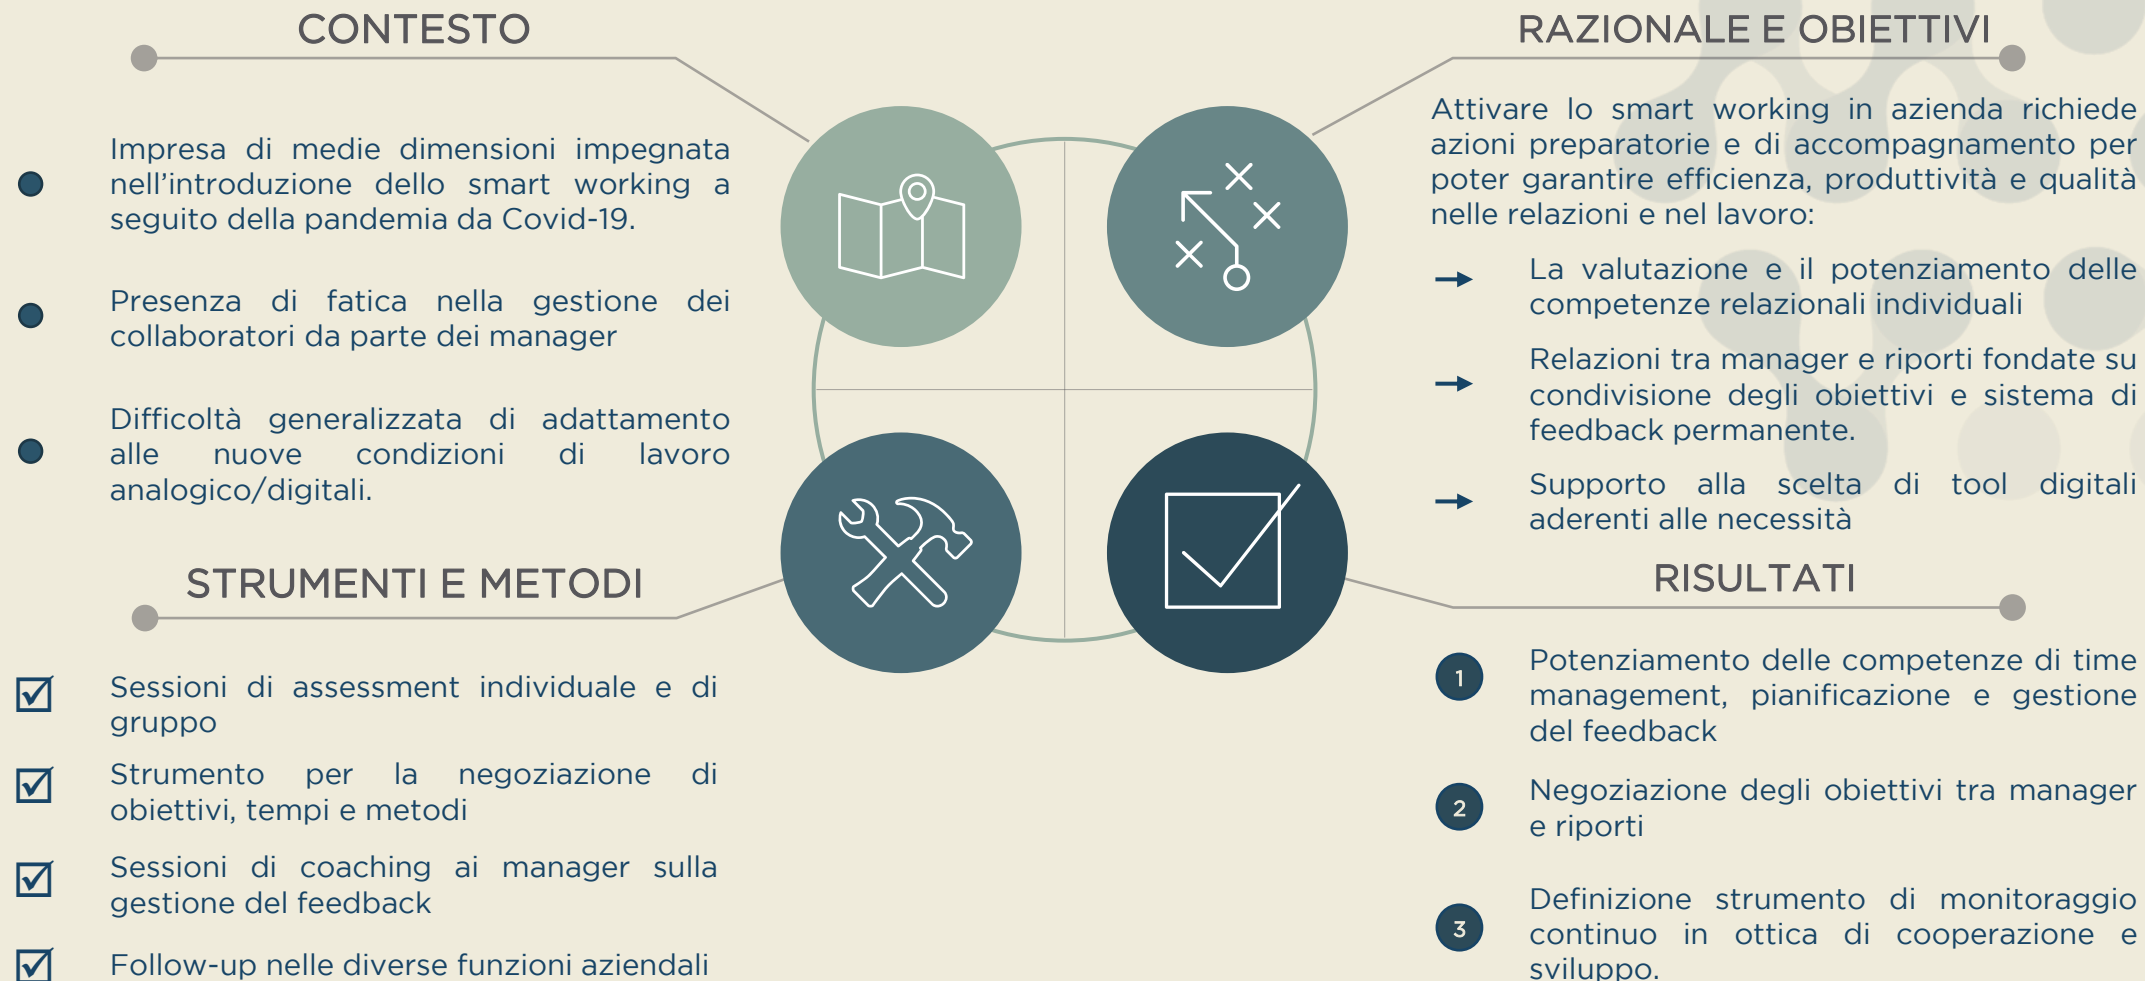 CONTESTO
Impresa di medie dimensioni impegnata
nell'introduzione dello smart working a
seguito della pandemia da Covid-19.
Presenza di fatica nella gestione dei
collaboratori da parte dei manager
Difficoltà generalizzata di adattamento
alle nuove condizioni di lavoro
analogico/digitali.
RAZIONALE E OBIETTIVI
Attivare lo smart working in azienda richiede
azioni preparatorie e di accompagnamento per
poter garantire efficienza, produttività e qualità
nelle relazioni e nel lavoro:
La valutazione e il potenziamento delle
competenze relazionali individuali
Relazioni tra manager e riporti fondate su
condivisione degli obiettivi e sistema di
feedback permanente.
Supporto alla scelta di tool digitali
aderenti alle necessità
STRUMENTI E METODI
Sessioni di assessment individuale e di
gruppo
Strumento per la negoziazione di
obiettivi, tempi e metodi
Sessioni di coaching ai manager sulla
gestione del feedback
Follow-up nelle diverse funzioni aziendali
RISULTATI
1
Potenziamento delle competenze di time
management, pianificazione e gestione
del feedback
2
Negoziazione degli obiettivi tra manager
e riporti
3
Definizione strumento di monitoraggio
continuo in ottica di cooperazione e
sviluppo.